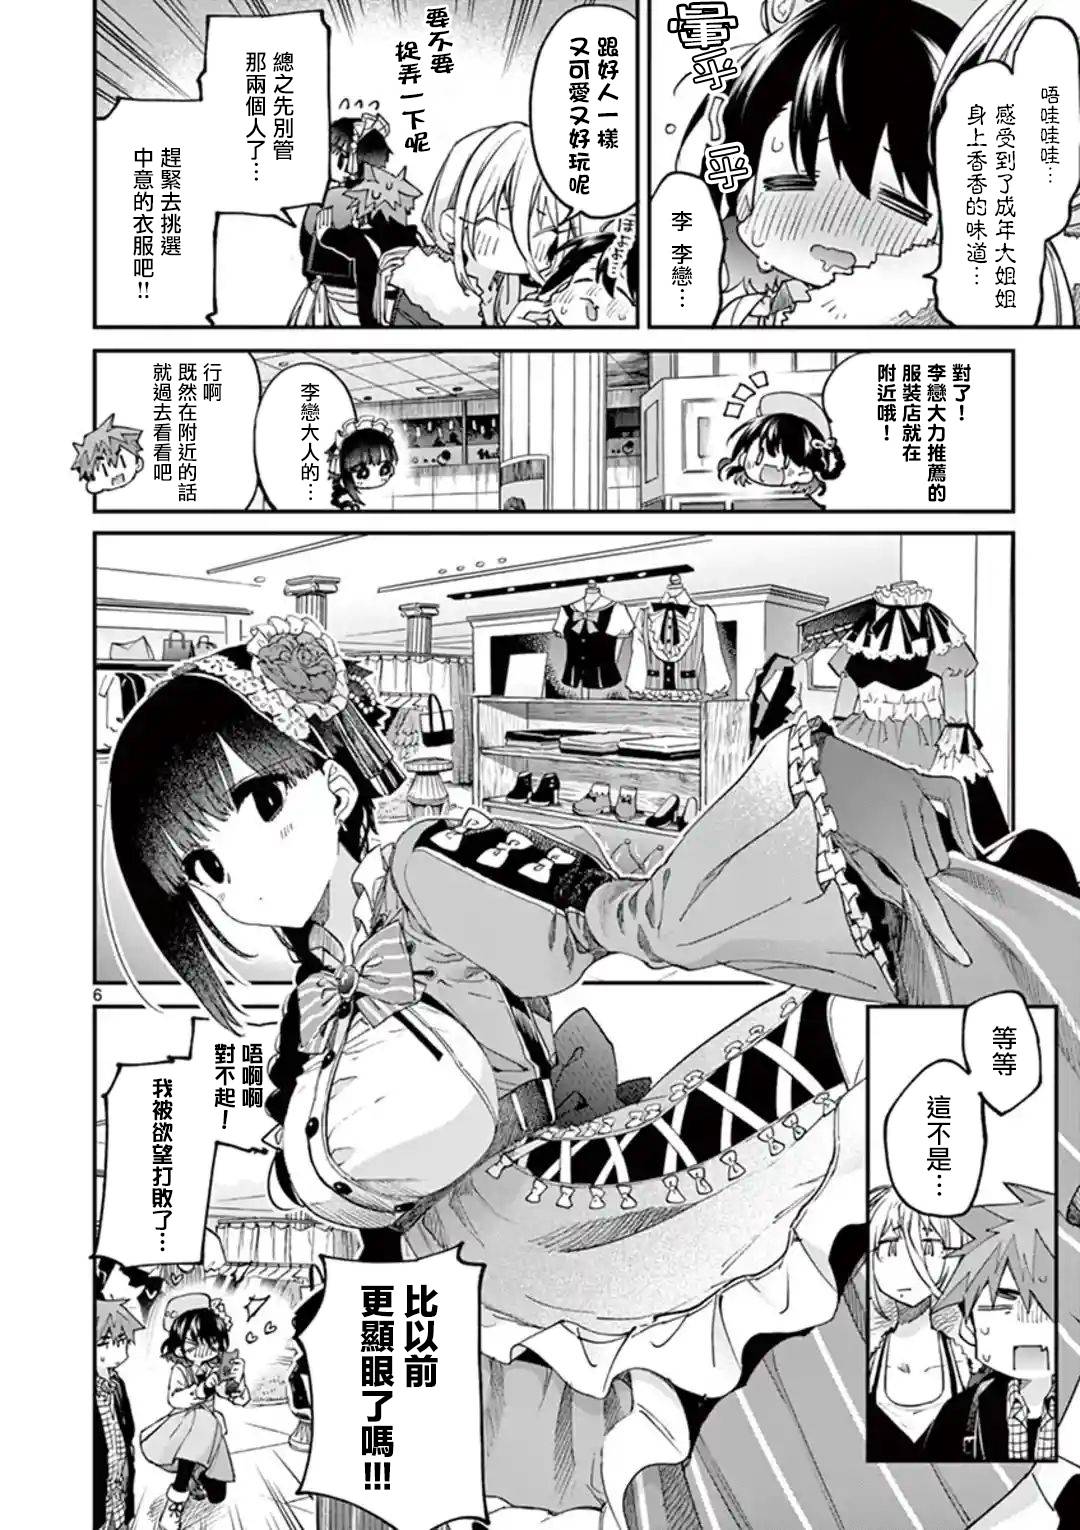 唔哇哇哇…
感受到了成年大姐姐
身上香香的味道…
暈乎～乎
李 李戀…
跟好人一樣
又可愛又好玩呢
ほよよ…
要不要
捉弄一下呢
總之先別管
那兩個人了…
趕緊去挑選
中意的衣服吧!!
對了!
李戀大力推薦的
服裝店就在
附近哦!
李戀大人的…
行啊
既然在附近的話
就過去看看吧
等等
這不是…
比以前
更顯眼了嗎!!!
唔啊啊
對不起!
我被欲望打敗了…
6